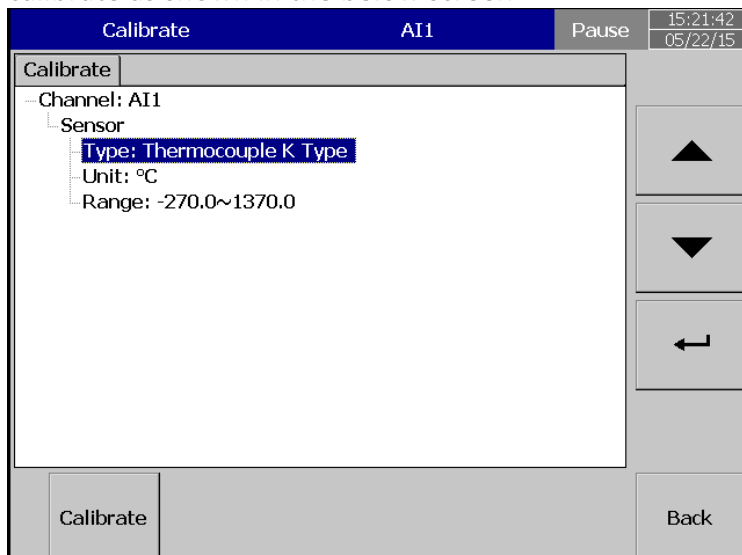 Calibrate AI1 Pause 15:21:42
05/22/15
Calibrate
Channel: AI1
Sensor
Type: Thermocouple K Type
Unit: °C
Range: -270.0~1370.0
Calibrate Back